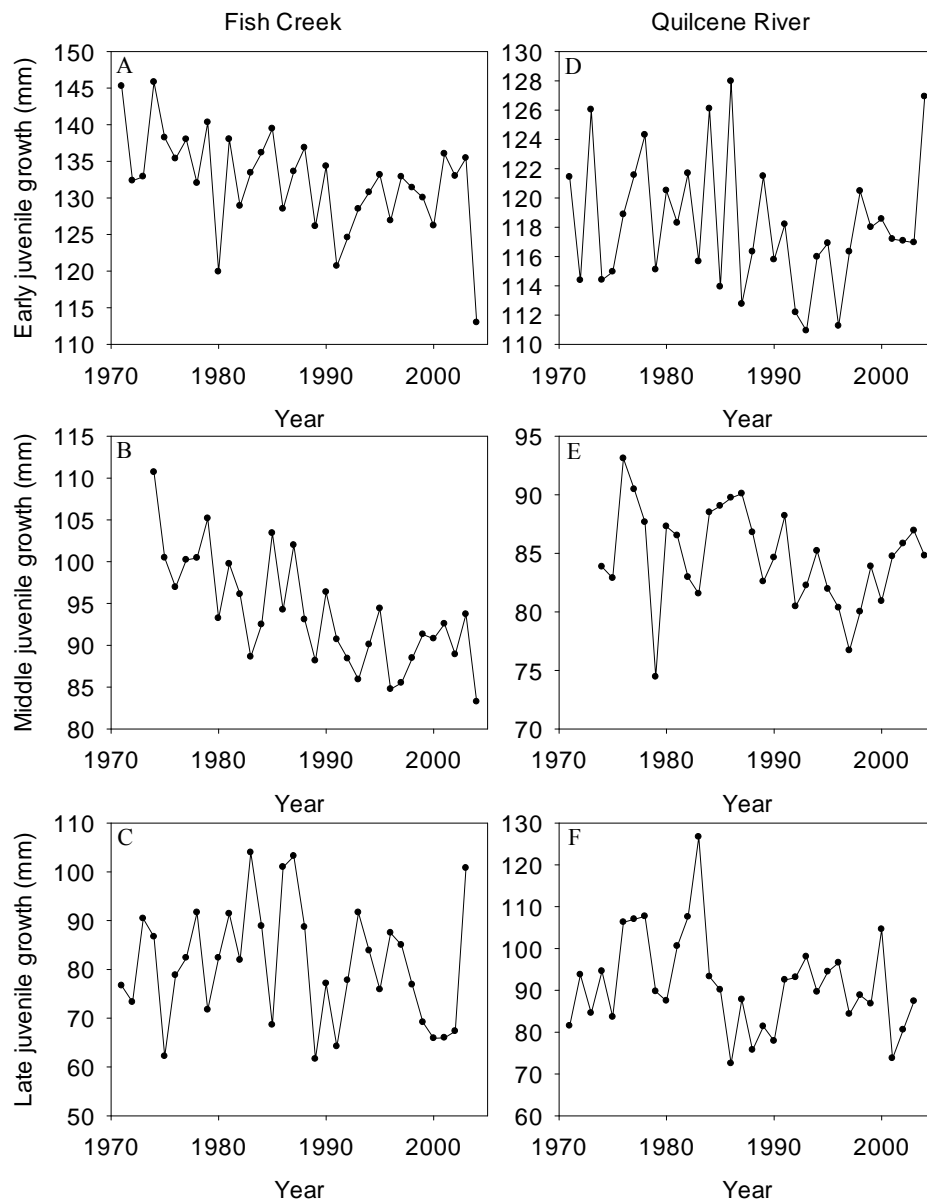 Fish Creek
Quilcene River
Early juvenile growth (mm)
A
150
145
140
135
130
125
120
115
110
1970 1980 1990 2000
Year
D
130
128
126
124
122
120
118
116
114
112
110
1970 1980 1990 2000
Year
Middle juvenile growth (mm)
B
115
110
105
100
95
90
85
80
1970 1980 1990 2000
Year
E
95
90
85
80
75
70
1970 1980 1990 2000
Year
Late juvenile growth (mm)
C
110
100
90
80
70
60
50
1970 1980 1990 2000
Year
F
130
120
110
100
90
80
70
60
1970 1980 1990 2000
Year